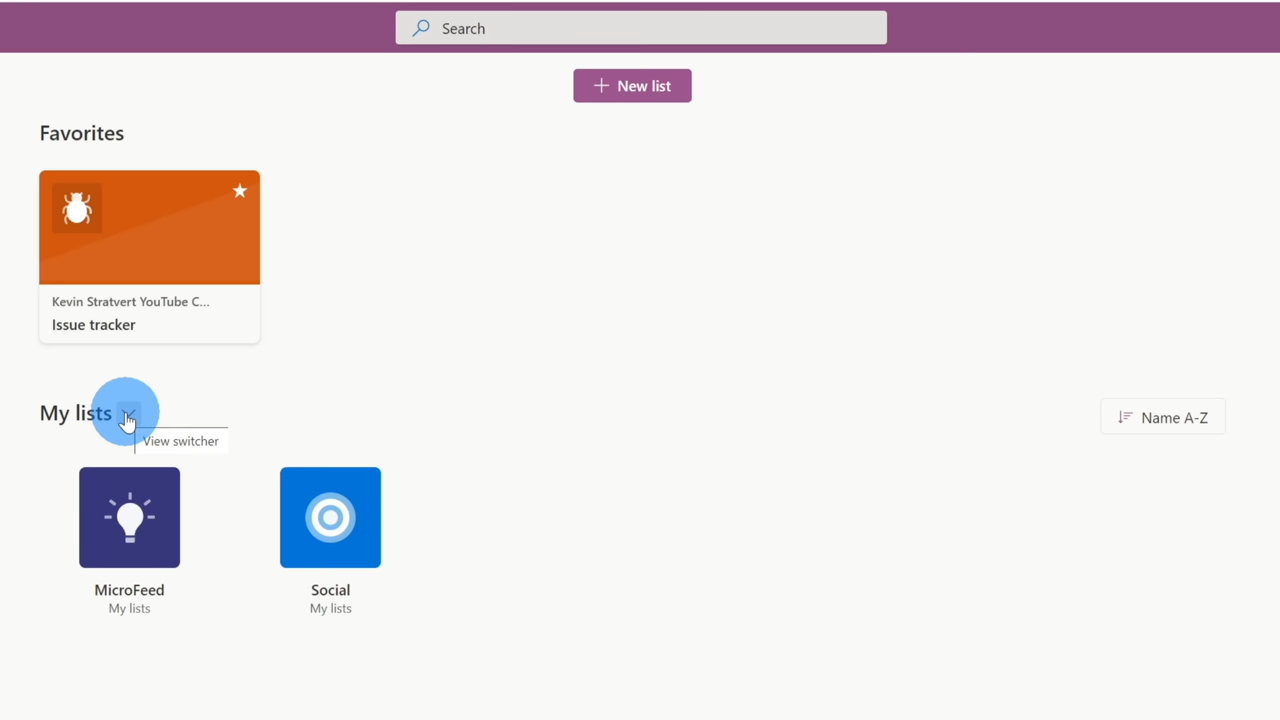 Search
New list
Favorites
Kevin Stratvert YouTube C...
Issue tracker
My lists
Name A-Z
View switcher
MicroFeed
My lists
Social
My lists